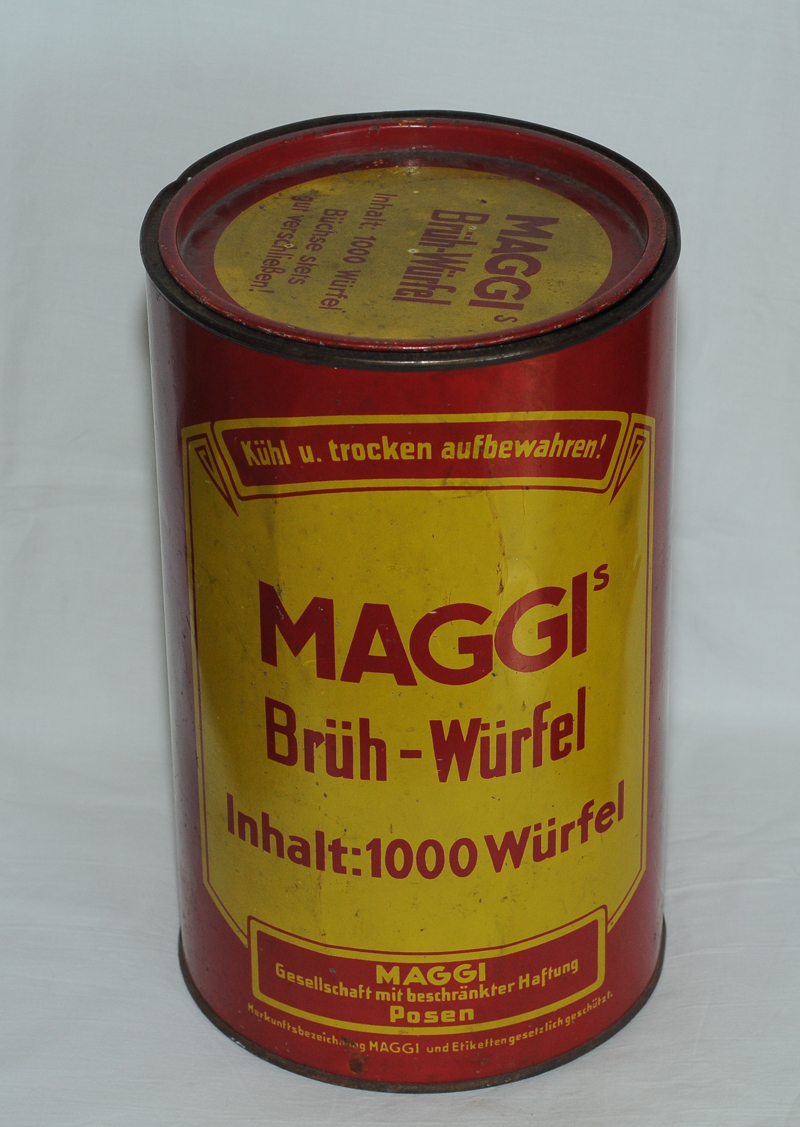 MAGGIs
Brüh-Würfel
Inhalt: 1000 Würfel
Büchse stets
gut verschließen!
Kühl u. trocken aufbewahren!
MAGGIs
Brüh-Würfel
Inhalt: 1000 Würfel
MAGGI
Gesellschaft mit beschränkter Haftung
Posen
Herkunftsbezeichnung MAGGI und Etiketten gesetzlich geschützt.